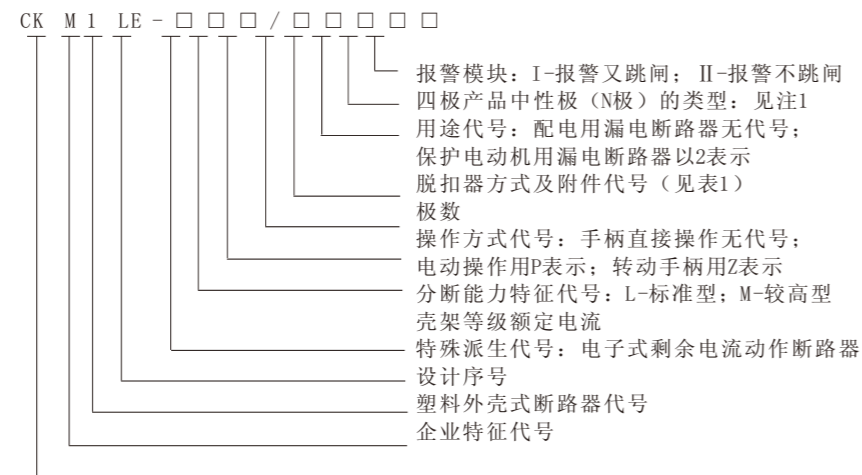 CK M1 LE-□□□/□□□□□
报警模块：I-报警又跳闸；Ⅱ-报警不跳闸
四极产品中性极（N极）的类型：见注1
用途代号：配电用漏电断路器无代号；
保护电动机用漏电断路器以2表示
脱扣器方式及附件代号（见表1）
极数
操作方式代号：手柄直接操作无代号；
电动操作用P表示；转动手柄用Z表示
分断能力特征代号：L-标准型；M-较高型
壳架等级额定电流
特殊派生代号：电子式剩余电流动作断路器
设计序号
塑料外壳式断路器代号
企业特征代号